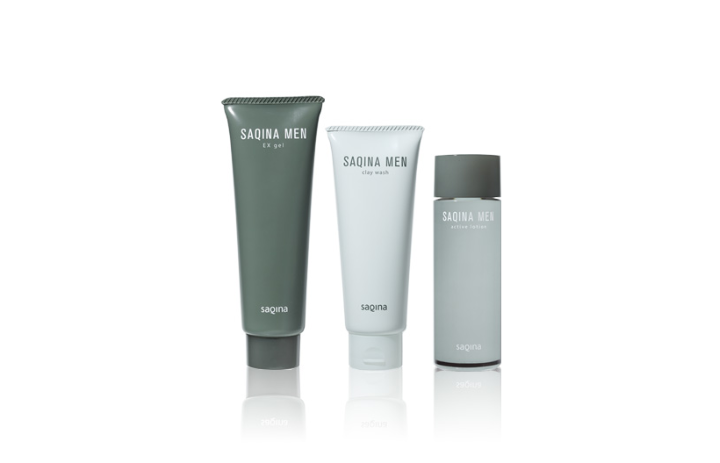 SAQINA MEN
EX gel
saqina
SAQINA MEN
clay wash
saqina
SAQINA MEN
active lotion
saqina